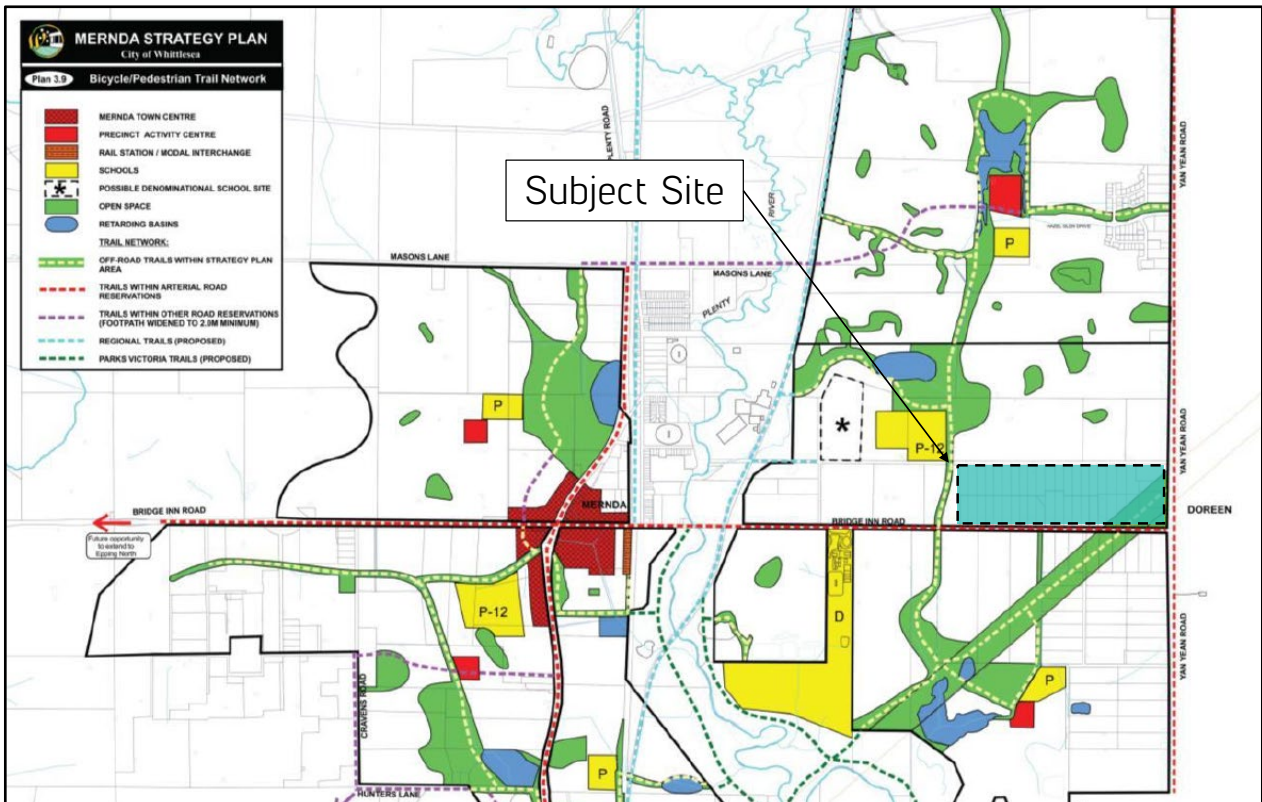 MERNDA STRATEGY PLAN
City of Whittlesea
Plan 3.9 Bicycle/Pedestrian Trail Network
MERNDA TOWN CENTRE
PRECINCT ACTIVITY CENTRE
RAIL STATION / MODAL INTERCHANGE
SCHOOLS
* POSSIBLE DENOMINATIONAL SCHOOL SITE
OPEN SPACE
RETARDING BASINS
TRAIL NETWORK:
OFF-ROAD TRAILS WITHIN STRATEGY PLAN
AREA
TRAILS WITHIN ARTERIAL ROAD
RESERVATIONS
TRAILS WITHIN OTHER ROAD RESERVATIONS
(FOOTPATH WIDENED TO 2.0M MINIMUM)
REGIONAL TRAILS (PROPOSED)
PARKS VICTORIA TRAILS (PROPOSED)
PLENTY ROAD
Subject Site
RIVER
YAN YEAN ROAD
HAZEL GLEN DRIVE
P
MASONS LANE
MASONS LANE
PLENTY
P
*
P-12
YAN YEAN ROAD
BRIDGE INN ROAD
MERNDA
BRIDGE INN ROAD
DOREEN
Future opportunity
to extend to
Epping North
P-12
D
P
YAN YEAN ROAD
CRAVENS ROAD
P
HUNTERS LANE